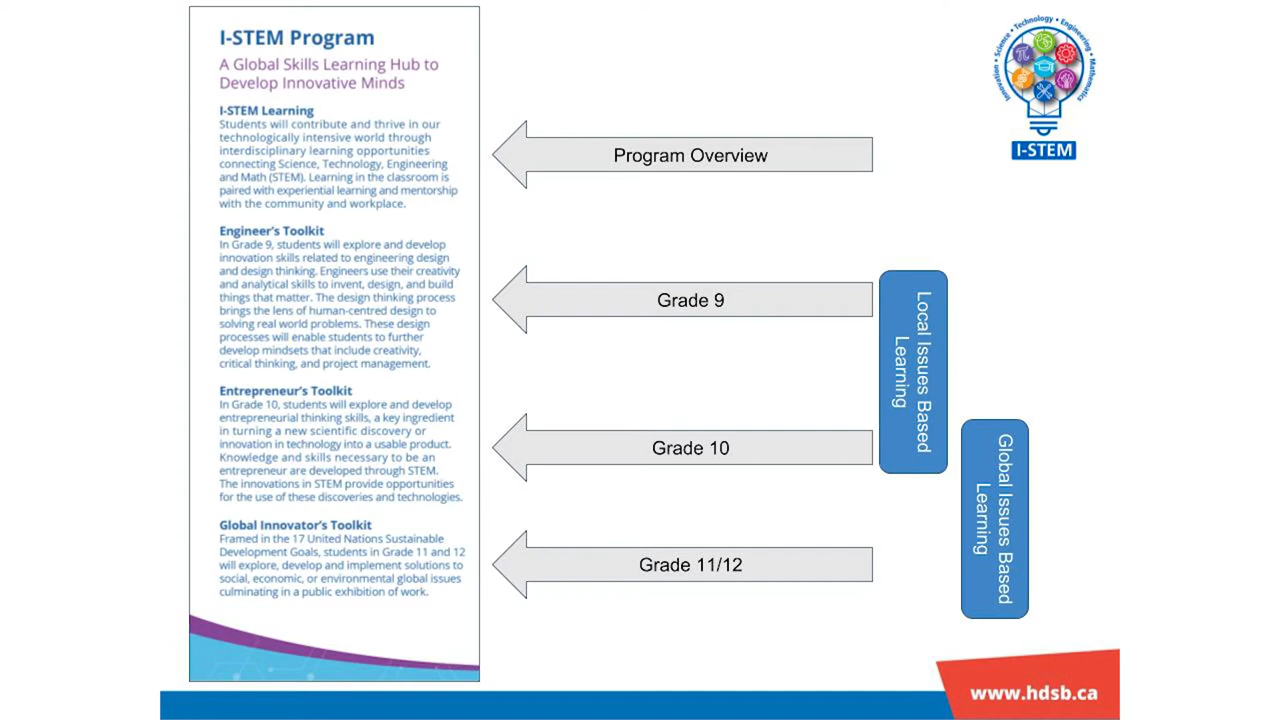 I-STEM Program
A Global Skills Learning Hub to
Develop Innovative Minds
I-STEM Learning
Students will contribute and thrive in our
technologically intensive world through
interdisciplinary learning opportunities
connecting Science, Technology, Engineering
and Math (STEM). Learning in the classroom is
paired with experiential learning and mentorship
with the community and workplace.
Engineer's Toolkit
In Grade 9, students will explore and develop
innovation skills related to engineering design
and design thinking. Engineers use their creativity
and analytical skills to invent, design, and build
things that matter. The design thinking process
brings the lens of human-centred design to
solving real world problems. These design
processes will enable students to further
develop mindsets that include creativity,
critical thinking, and project management.
Entrepreneur's Toolkit
In Grade 10, students will explore and develop
entrepreneurial thinking skills, a key ingredient
in turning a new scientific discovery or
innovation in technology into a usable product.
Knowledge and skills necessary to be an
entrepreneur are developed through STEM.
The innovations in STEM provide opportunities
for the use of these discoveries and technologies.
Global Innovator's Toolkit
Framed in the 17 United Nations Sustainable
Development Goals, students in Grade 11 and 12
will explore, develop and implement solutions to
social, economic, or environmental global issues
culminating in a public exhibition of work.
Program Overview
Grade 9
Grade 10
Grade 11/12
Local Issues Based
Learning
Global Issues Based
Learning
Innovation • Science • Technology • Engineering • Mathematics
I-STEM
www.hdsb.ca